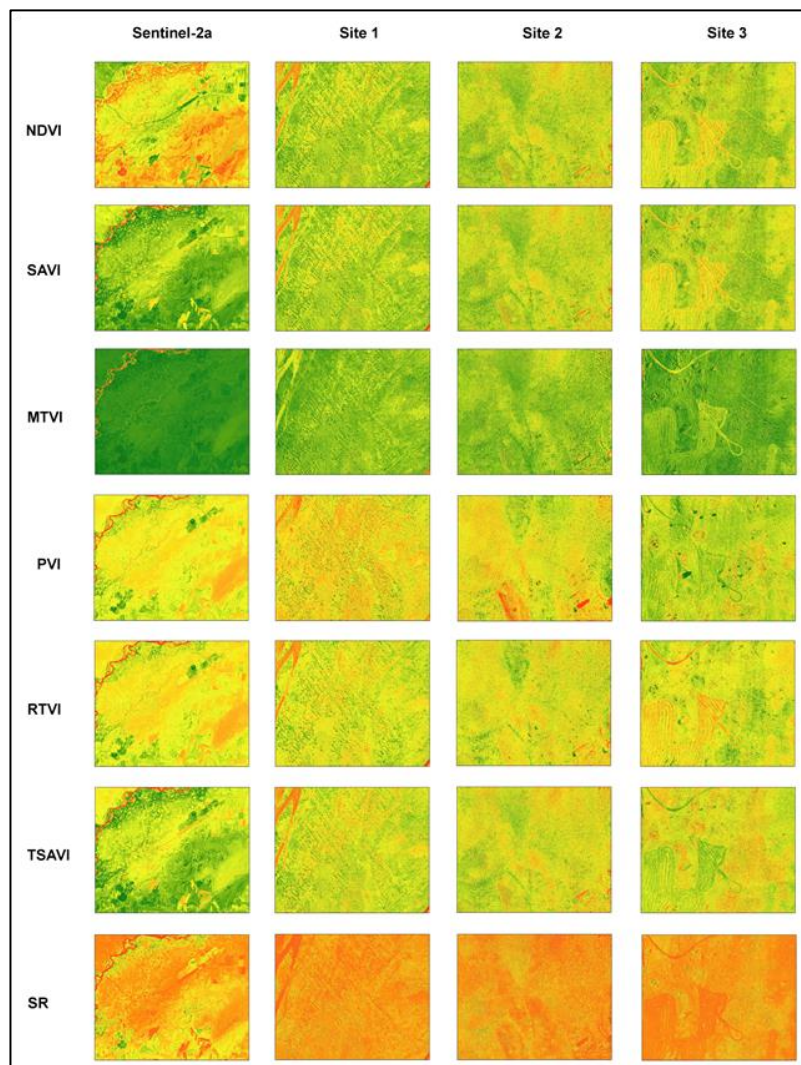 Sentinel-2a Site 1 Site 2 Site 3
NDVI
SAVI
MTVI
PVI
RTVI
TSAVI
SR